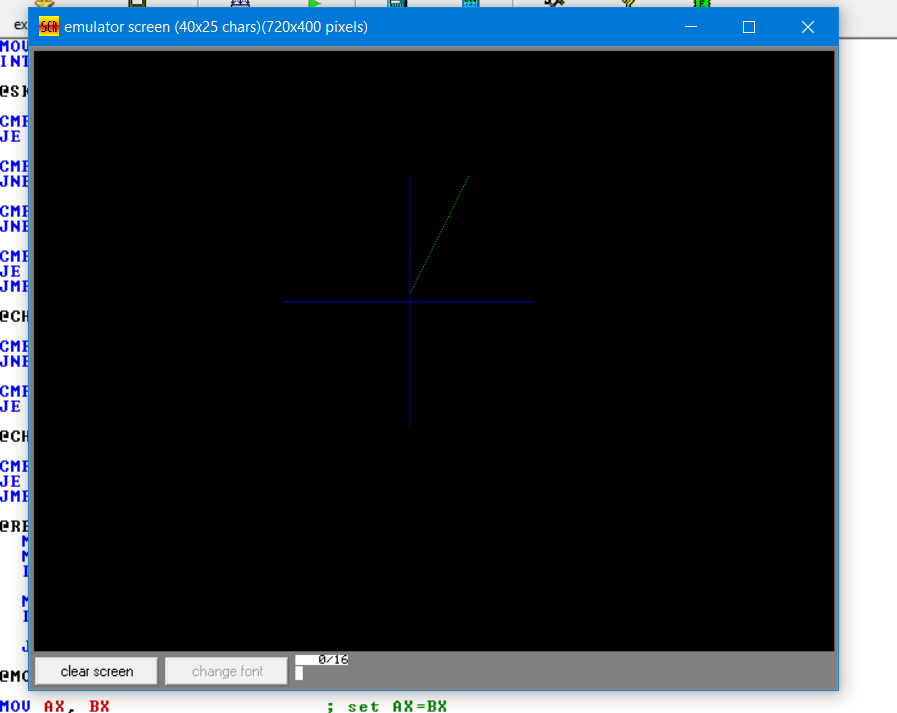 ex
SCR emulator screen (40x25 chars)(720x400 pixels)
MOV
INT
CMP
JE
CMP
JNE
CMP
JNE
CMP
JE
JMP
@CH
CMP
JNE
CMP
JE
@CH
CMP
JE
JMP
@RE
0/16
clear screen
change font
@MO
MOV AX, BX ; set AX=BX